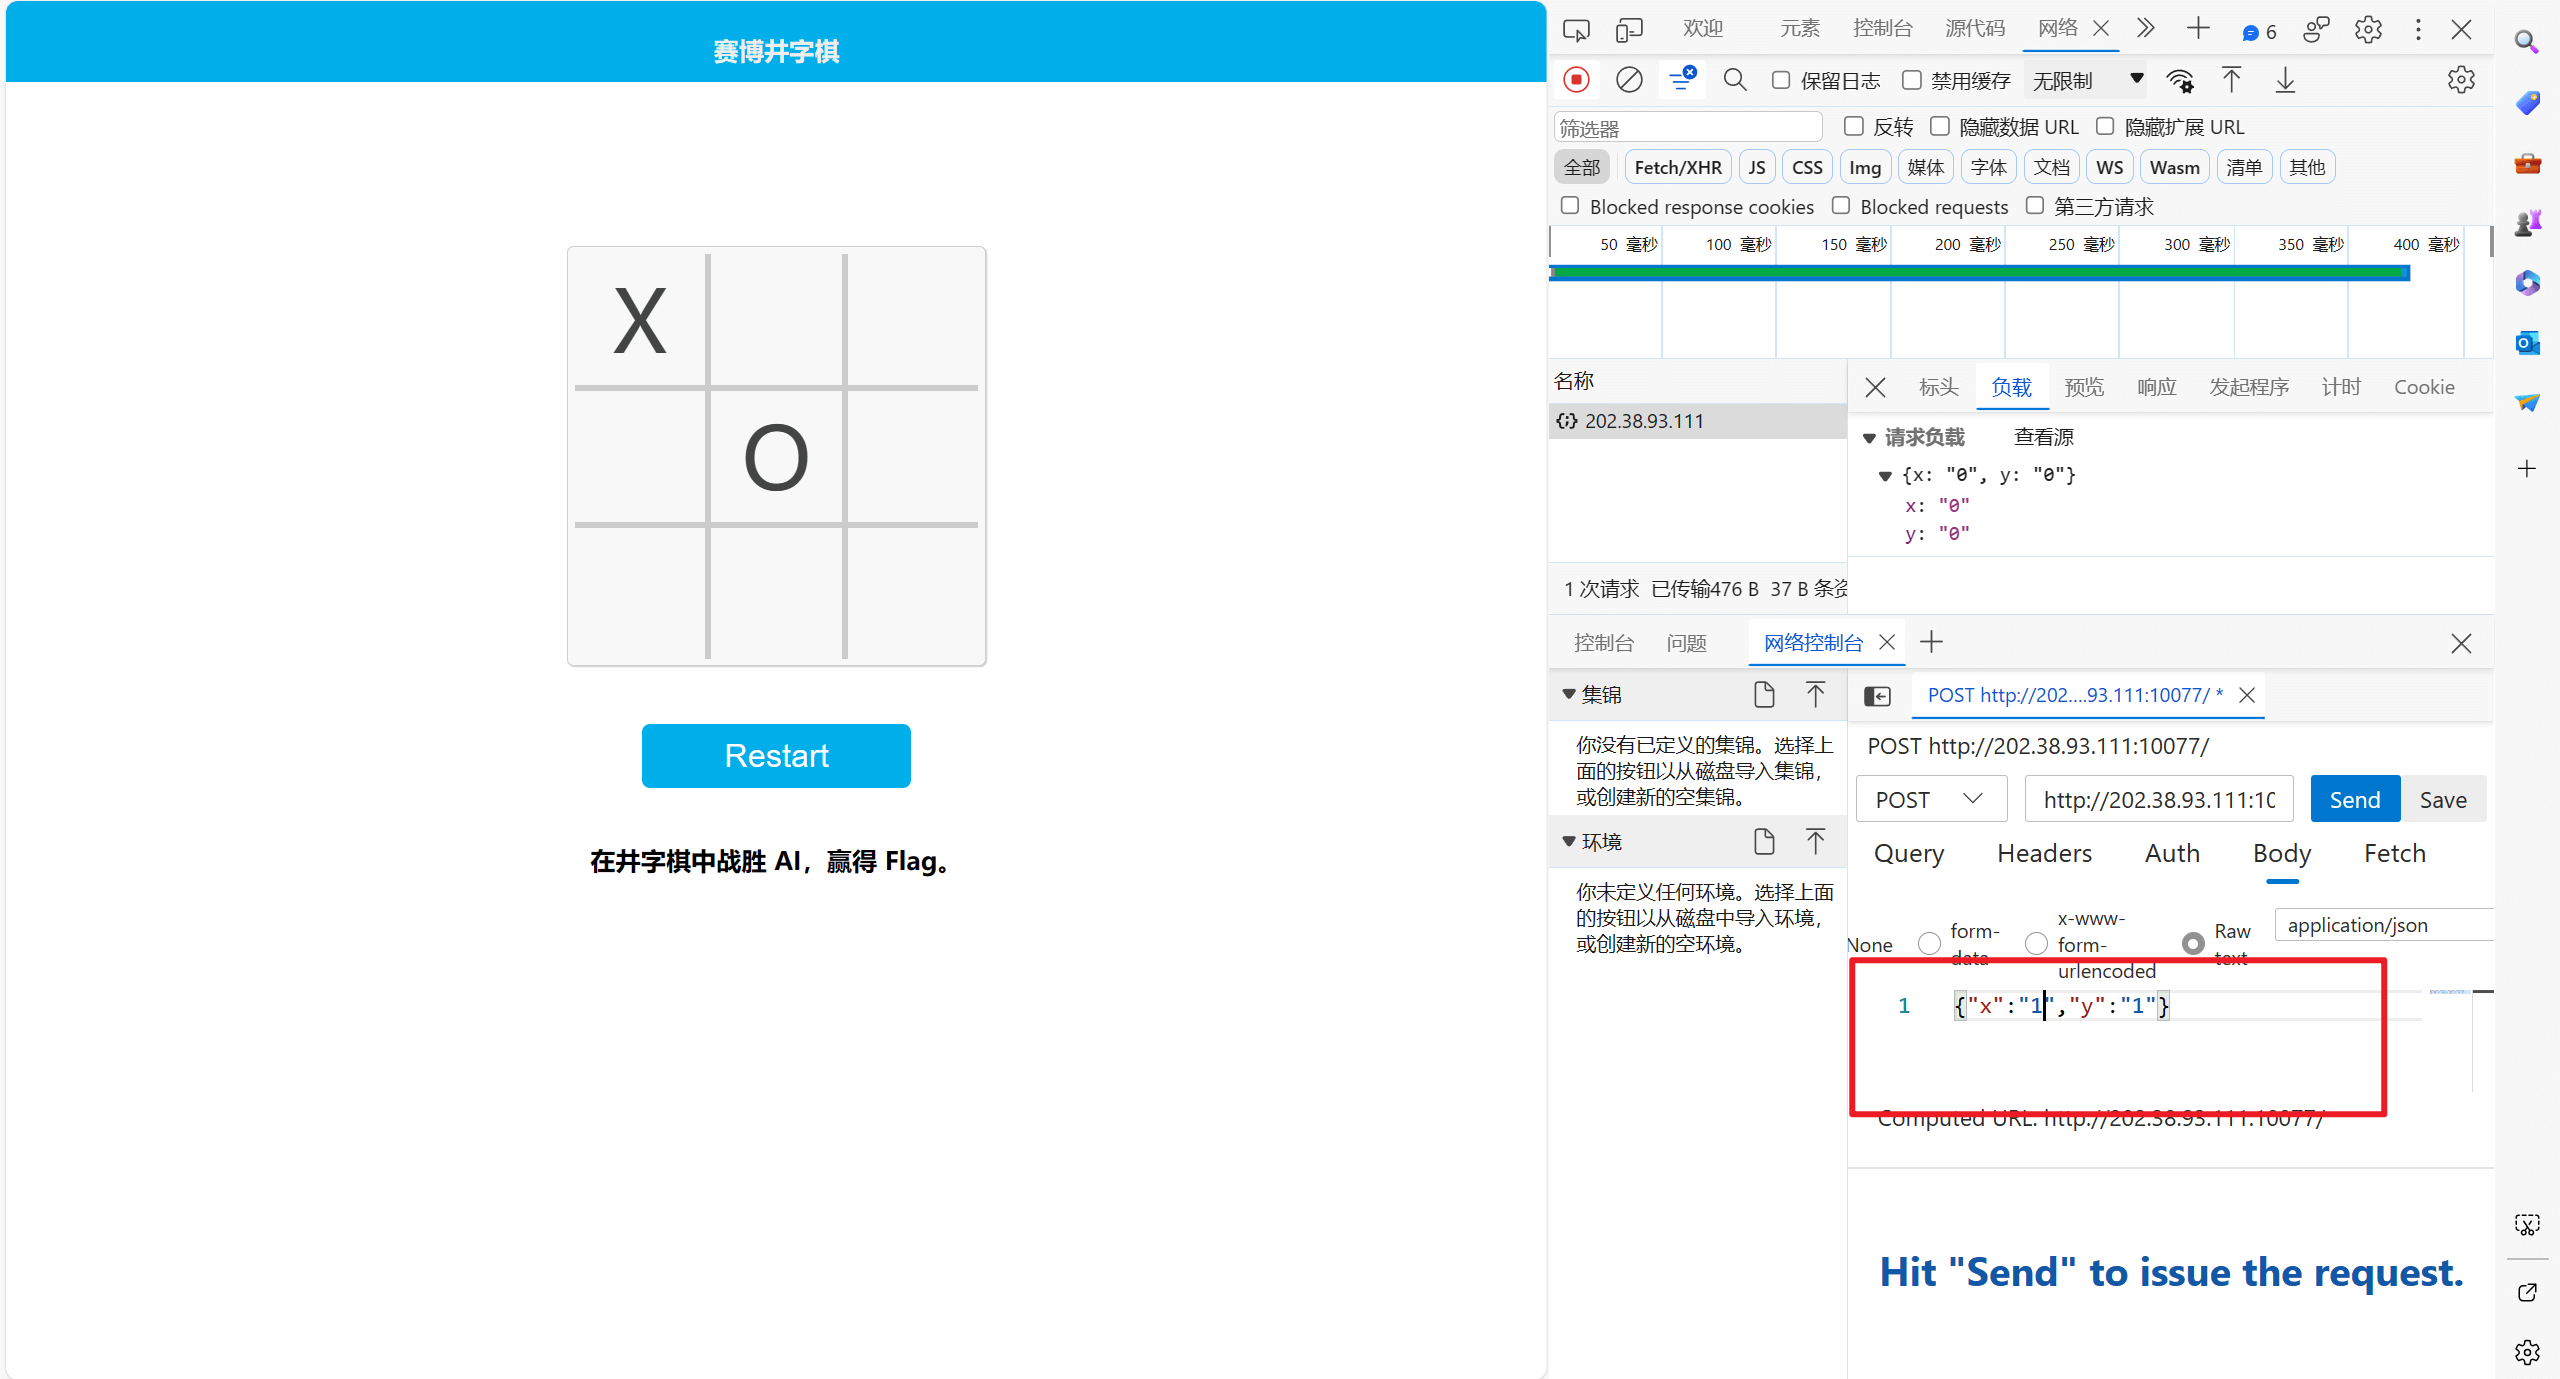 赛博井字棋
X
O
Restart
在井字棋中战胜 AI，赢得 Flag。
欢迎 元素 控制台 源代码 网络 6
保留日志 禁用缓存 无限制
筛选器 反转 隐藏数据 URL 隐藏扩展 URL
全部 Fetch/XHR JS CSS Img 媒体 字体 文档 WS Wasm 清单 其他
Blocked response cookies Blocked requests 第三方请求
50 毫秒 100 毫秒 150 毫秒 200 毫秒 250 毫秒 300 毫秒 350 毫秒 400 毫秒
名称
202.38.93.111
1 次请求 已传输476 B 37 B 条
标头 负载 预览 响应 发起程序 计时 Cookie
请求负载 查看源
{x: "0", y: "0"}
x: "0"
y: "0"
控制台 问题 网络控制台
集锦
你没有已定义的集锦。选择上
面的按钮以从磁盘导入集锦，
或创建新的空集锦。
环境
你未定义任何环境。选择上面
的按钮以从磁盘中导入环境，
或创建新的空环境。
POST http://202....93.111:10077/ *
POST http://202.38.93.111:10077/
POST http://202.38.93.111:10 Send Save
Query Headers Auth Body Fetch
None form-data x-www-form-urlencoded Raw text application/json
1 {"x":"1","y":"1"}
Computed URL: http://202.38.93.111:10077/
Hit "Send" to issue the request.